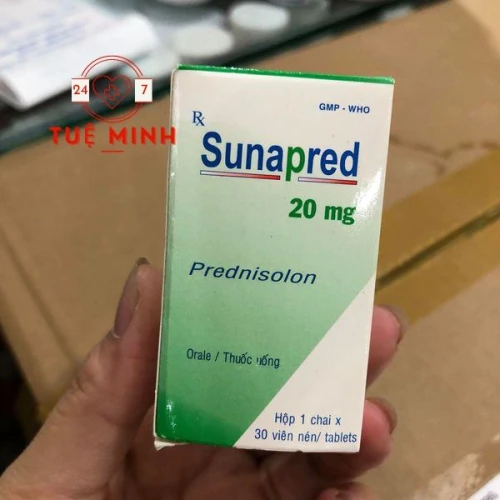 24 7
TUỆ MINH
GMP - WHO
Rx
Sunapred
20 mg
Prednisolon
Orale / Thuốc uống
Hộp 1 chai x
30 viên nén/ tablets